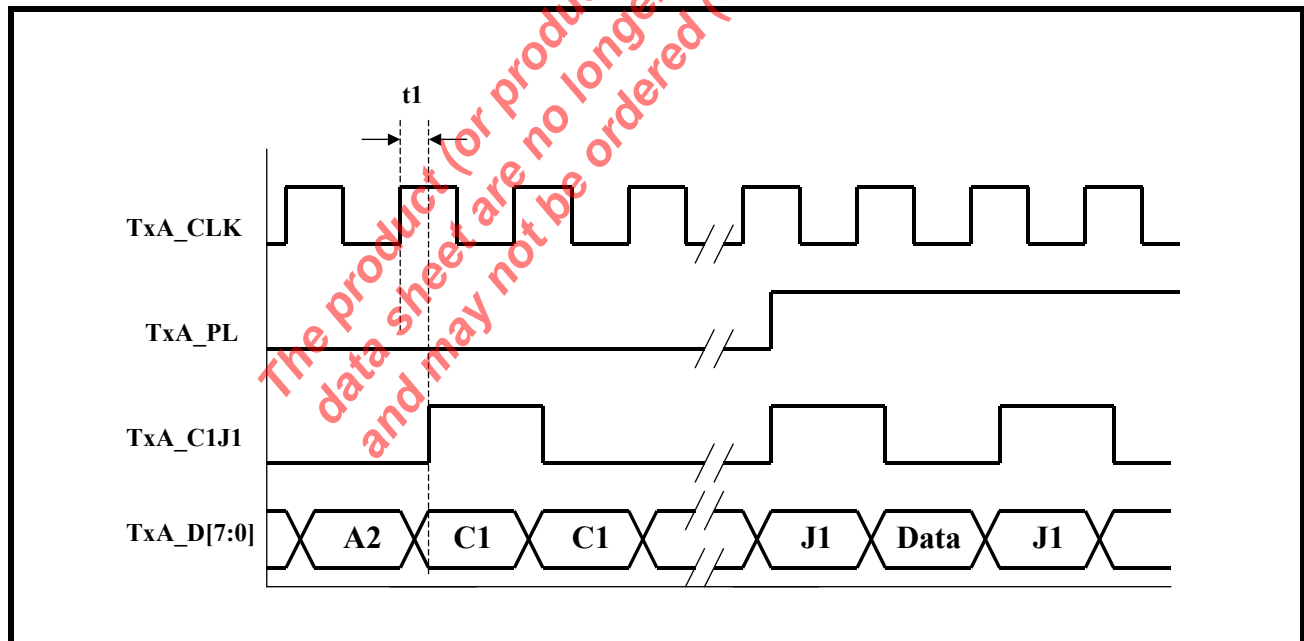 t1
TxA_CLK
TxA_PL
TxA_C1J1
TxA_D[7:0]
A2
C1
C1
J1
Data
J1
The product (or produc
data sheet are no longe
and may not be ordered (